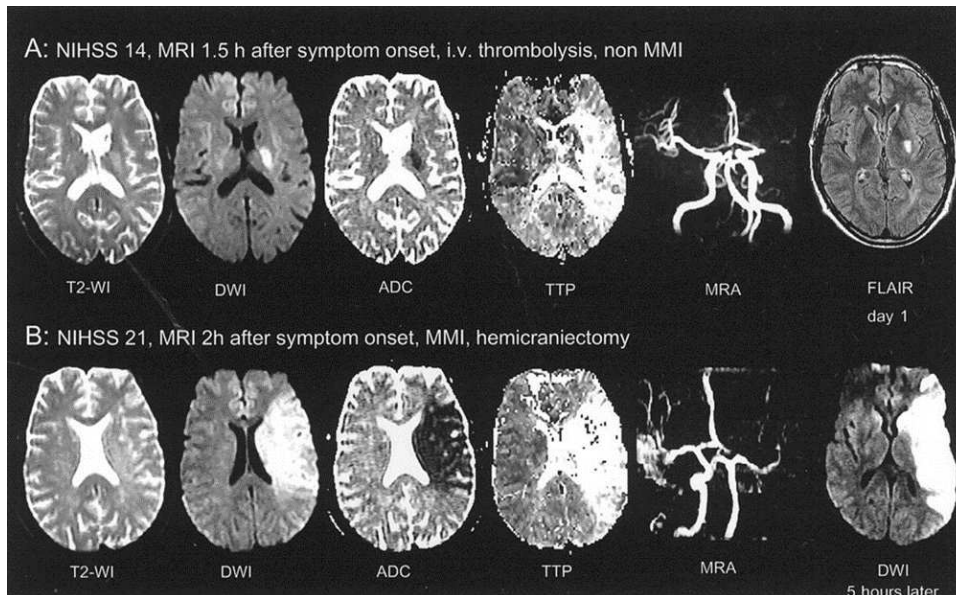 A: NIHSS 14, MRI 1.5 h after symptom onset, i.v. thrombolysis, non MMI
T2-WI DWI ADC TTP MRA FLAIR
day 1
B: NIHSS 21, MRI 2h after symptom onset, MMI, hemicraniectomy
T2-WI DWI ADC TTP MRA DWI
5 hours later